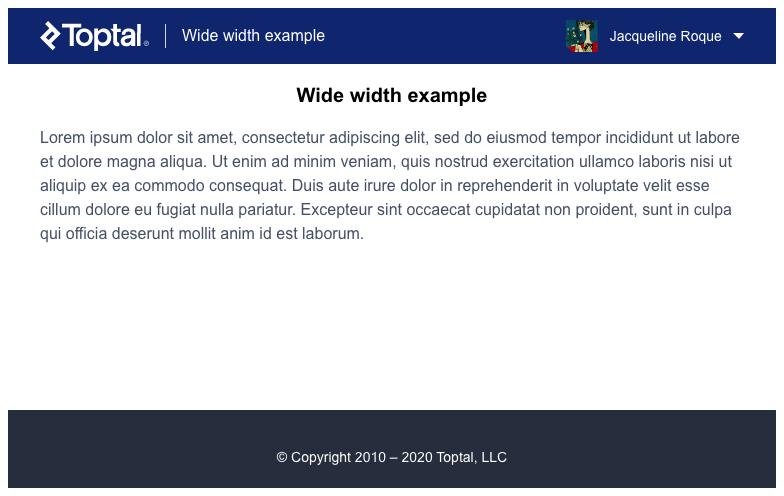 Toptal®
Wide width example
Jacqueline Roque
Wide width example
Lorem ipsum dolor sit amet, consectetur adipiscing elit, sed do eiusmod tempor incididunt ut labore
et dolore magna aliqua. Ut enim ad minim veniam, quis nostrud exercitation ullamco laboris nisi ut
aliquip ex ea commodo consequat. Duis aute irure dolor in reprehenderit in voluptate velit esse
cillum dolore eu fugiat nulla pariatur. Excepteur sint occaecat cupidatat non proident, sunt in culpa
qui officia deserunt mollit anim id est laborum.
© Copyright 2010 – 2020 Toptal, LLC